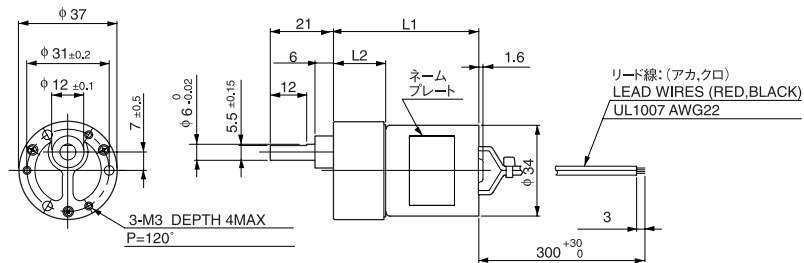 φ 37
φ 31±0.2
φ 12 ±0.1
7 ±0.5
3-M3 DEPTH 4MAX
P=120°
21
L1
6
L2
1.6
12
φ 6 0 -0.02
5.5 ±0.15
ネーム
プレート
φ 34
リード線:(アカ,クロ)
LEAD WIRES (RED,BLACK)
UL1007 AWG22
3
300 +30 0